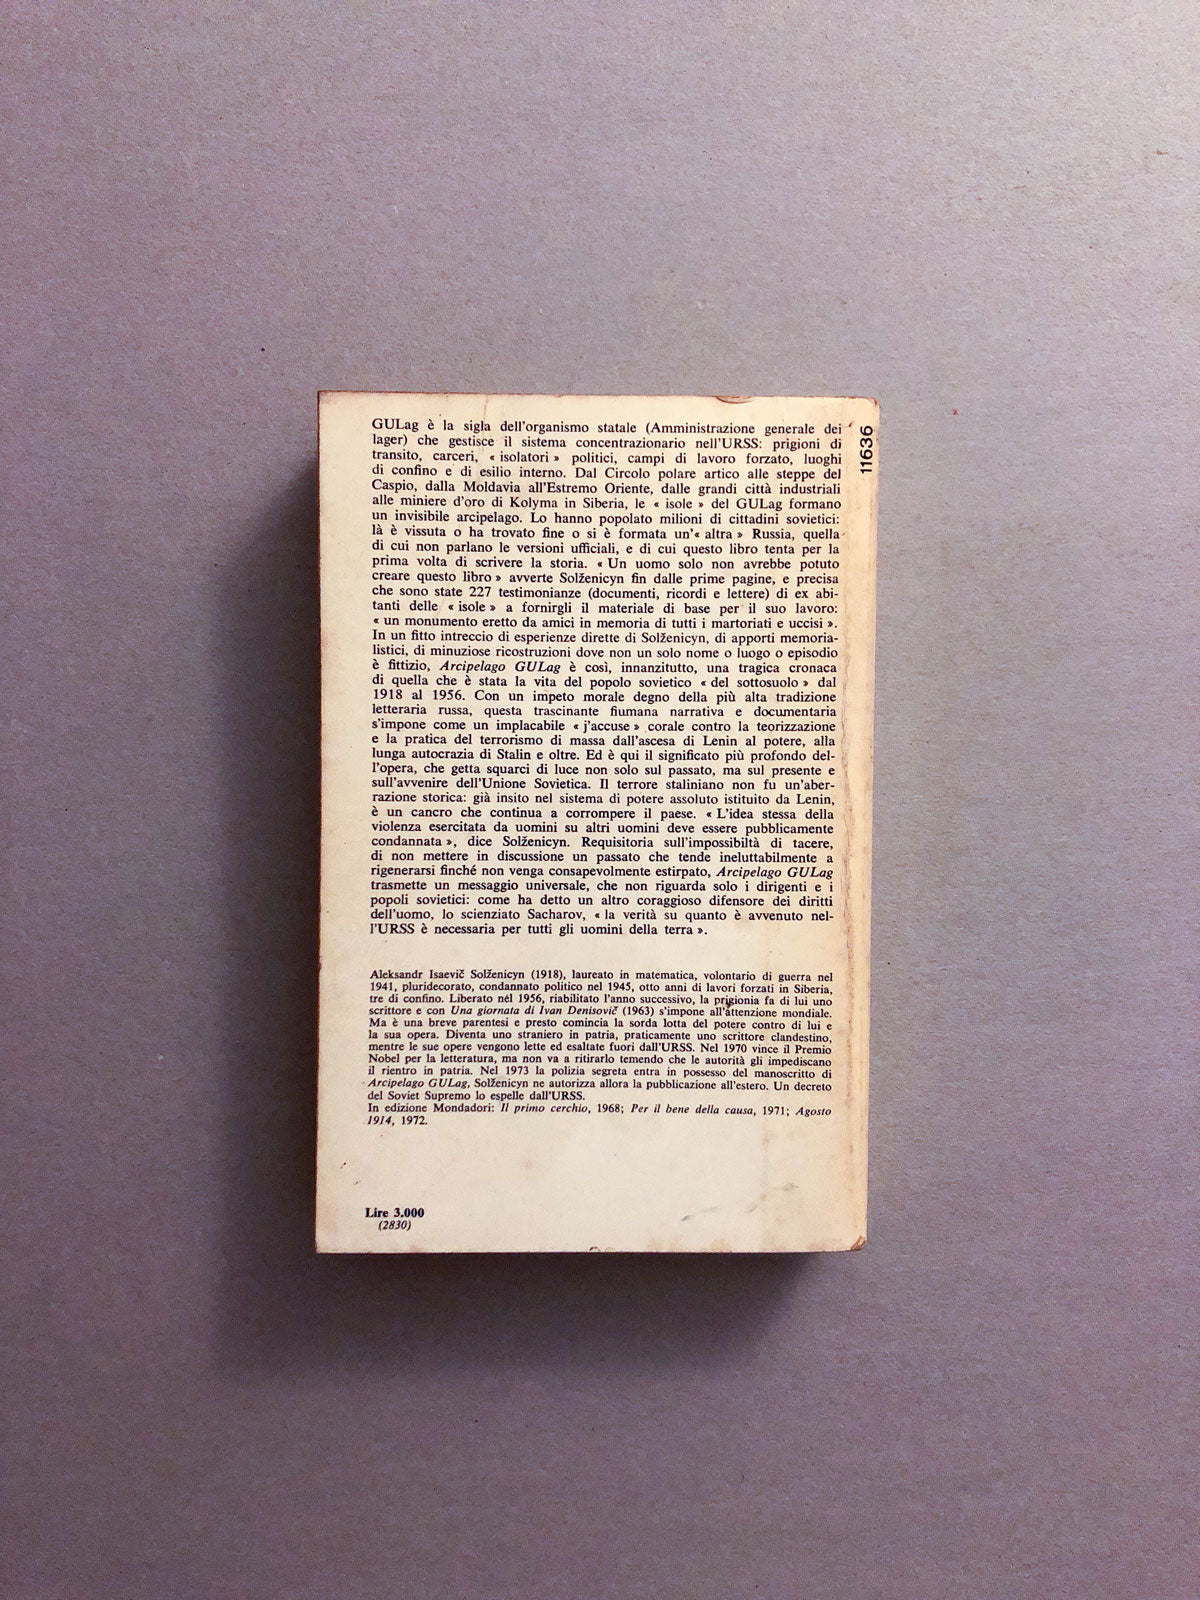 GULag è la sigla dell'organismo statale (Amministrazione generale dei
lager) che gestisce il sistema concentrazionario nell'URSS: prigioni di
transito, carceri, « isolatori » politici, campi di lavoro forzato, luoghi
di confino e di esilio interno. Dal Circolo polare artico alle steppe del
Caspio, dalla Moldavia all'Estremo Oriente, dalle grandi città industriali
alle miniere d'oro di Kolyma in Siberia, le « isole » del GULag formano
un invisibile arcipelago. Lo hanno popolato milioni di cittadini sovietici:
là è vissuta o ha trovato fine o si è formata un'« altra » Russia, quella
di cui non parlano le versioni ufficiali, e di cui questo libro tenta per la
prima volta di scrivere la storia. « Un uomo solo non avrebbe potuto
creare questo libro » avverte Solženicyn fin dalle prime pagine, e precisa
che sono state 227 testimonianze (documenti, ricordi e lettere) di ex abi-
tanti delle « isole » a fornirgli il materiale di base per il suo lavoro:
« un monumento eretto da amici in memoria di tutti i martoriati e uccisi ».
In un fitto intreccio di esperienze dirette di Solženicyn, di apporti memoria-
listici, di minuziose ricostruzioni dove non un solo nome o luogo o episodio
è fittizio, Arcipelago GULag è così, innanzitutto, una tragica cronaca
di quella che è stata la vita del popolo sovietico « del sottosuolo » dal
1918 al 1956. Con un impeto morale degno della più alta tradizione
letteraria russa, questa trascinante fiumana narrativa e documentaria
s'impone come un implacabile « j'accuse » corale contro la teorizzazione
e la pratica del terrorismo di massa dall'ascesa di Lenin al potere, alla
lunga autocrazia di Stalin e oltre. Ed è qui il significato più profondo del-
l'opera, che getta squarci di luce non solo sul passato, ma sul presente e
sull'avvenire dell'Unione Sovietica. Il terrore staliniano non fu un'aber-
razione storica: già insito nel sistema di potere assoluto istituito da Lenin,
è un cancro che continua a corrompere il paese. « L'idea stessa della
violenza esercitata da uomini su altri uomini deve essere pubblicamente
condannata », dice Solženicyn. Requisitoria sull'impossibiltà di tacere,
di non mettere in discussione un passato che tende ineluttabilmente a
rigenerarsi finché non venga consapevolmente estirpato, Arcipelago GULag
trasmette un messaggio universale, che non riguarda solo i dirigenti e i
popoli sovietici: come ha detto un altro coraggioso difensore dei diritti
dell'uomo, lo scienziato Sacharov, « la verità su quanto è avvenuto nel-
l'URSS è necessaria per tutti gli uomini della terra ».
Aleksandr Isaevič Solženicyn (1918), laureato in matematica, volontario di guerra nel
1941, pluridecorato, condannato politico nel 1945, otto anni di lavori forzati in Siberia,
tre di confino. Liberato nel 1956, riabilitato l'anno successivo, la prigionia fa di lui uno
scrittore e con Una giornata di Ivan Denisovič (1963) s'impone all'attenzione mondiale.
Ma è una breve parentesi e presto comincia la sorda lotta del potere contro di lui e
la sua opera. Diventa uno straniero in patria, praticamente uno scrittore clandestino,
mentre le sue opere vengono lette ed esaltate fuori dall'URSS. Nel 1970 vince il Premio
Nobel per la letteratura, ma non va a ritirarlo temendo che le autorità gli impediscano
il rientro in patria. Nel 1973 la polizia segreta entra in possesso del manoscritto di
Arcipelago GULag, Solženicyn ne autorizza allora la pubblicazione all'estero. Un decreto
del Soviet Supremo lo espelle dall'URSS.
In edizione Mondadori: Il primo cerchio, 1968; Per il bene della causa, 1971; Agosto
1914, 1972.
Lire 3.000
(2830)
11636